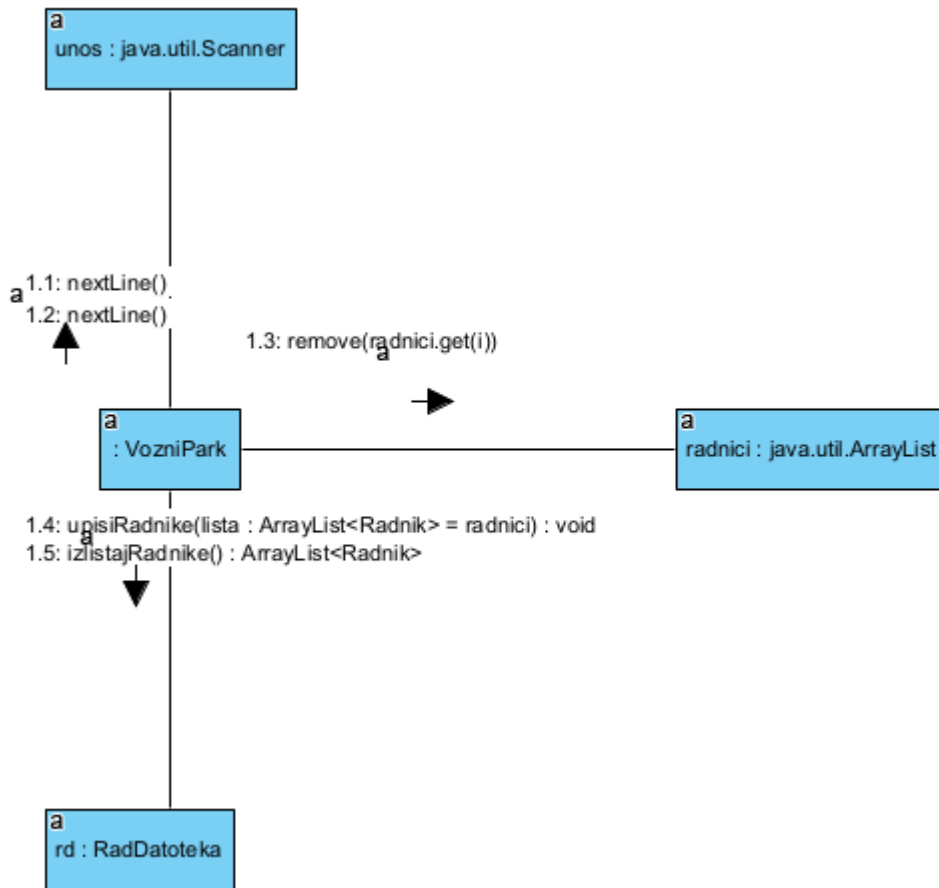 a
unos : java.util.Scanner
1.1: nextLine()
a
1.2: nextLine()
1.3: remove(radnici.get(i))
a
a
: VozniPark
a
radnici : java.util.ArrayList
1.4: upisiRadnike(lista : ArrayList<Radnik> = radnici) : void
a
1.5: izlistajRadnike() : ArrayList<Radnik>
a
rd : RadDatoteka